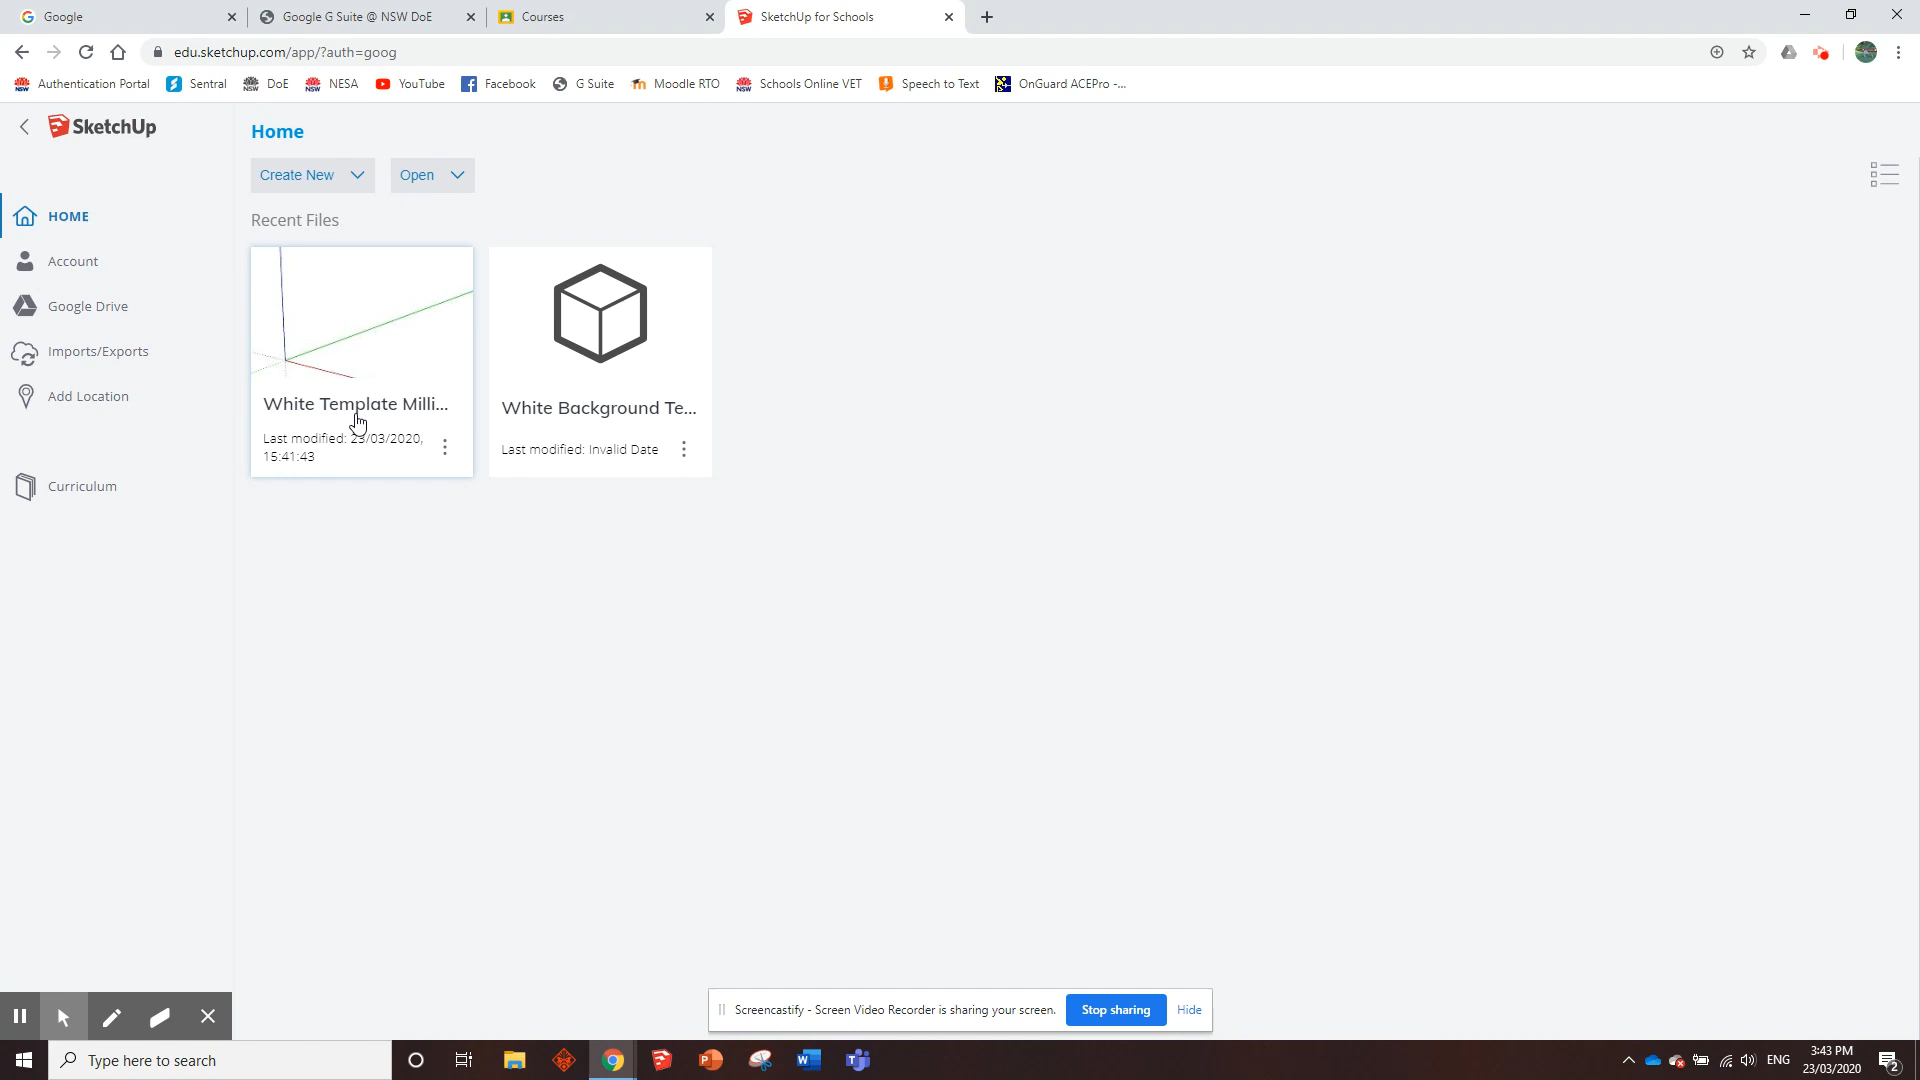 Google
Google G Suite @ NSW DoE
Courses
SketchUp for Schools
edu.sketchup.com/app/?auth=goog
Authentication Portal
Sentral
DoE
NESA
YouTube
Facebook
G Suite
Moodle RTO
Schools Online VET
Speech to Text
OnGuard ACEPro -...
SketchUp
Home
Create New
Open
Recent Files
HOME
Account
Google Drive
Imports/Exports
Add Location
Curriculum
White Template Milli...
Last modified: 23/03/2020,
15:41:43
White Background Te...
Last modified: Invalid Date
Screencastify - Screen Video Recorder is sharing your screen.
Stop sharing
Hide
Type here to search
ENG
3:43 PM
23/03/2020
2